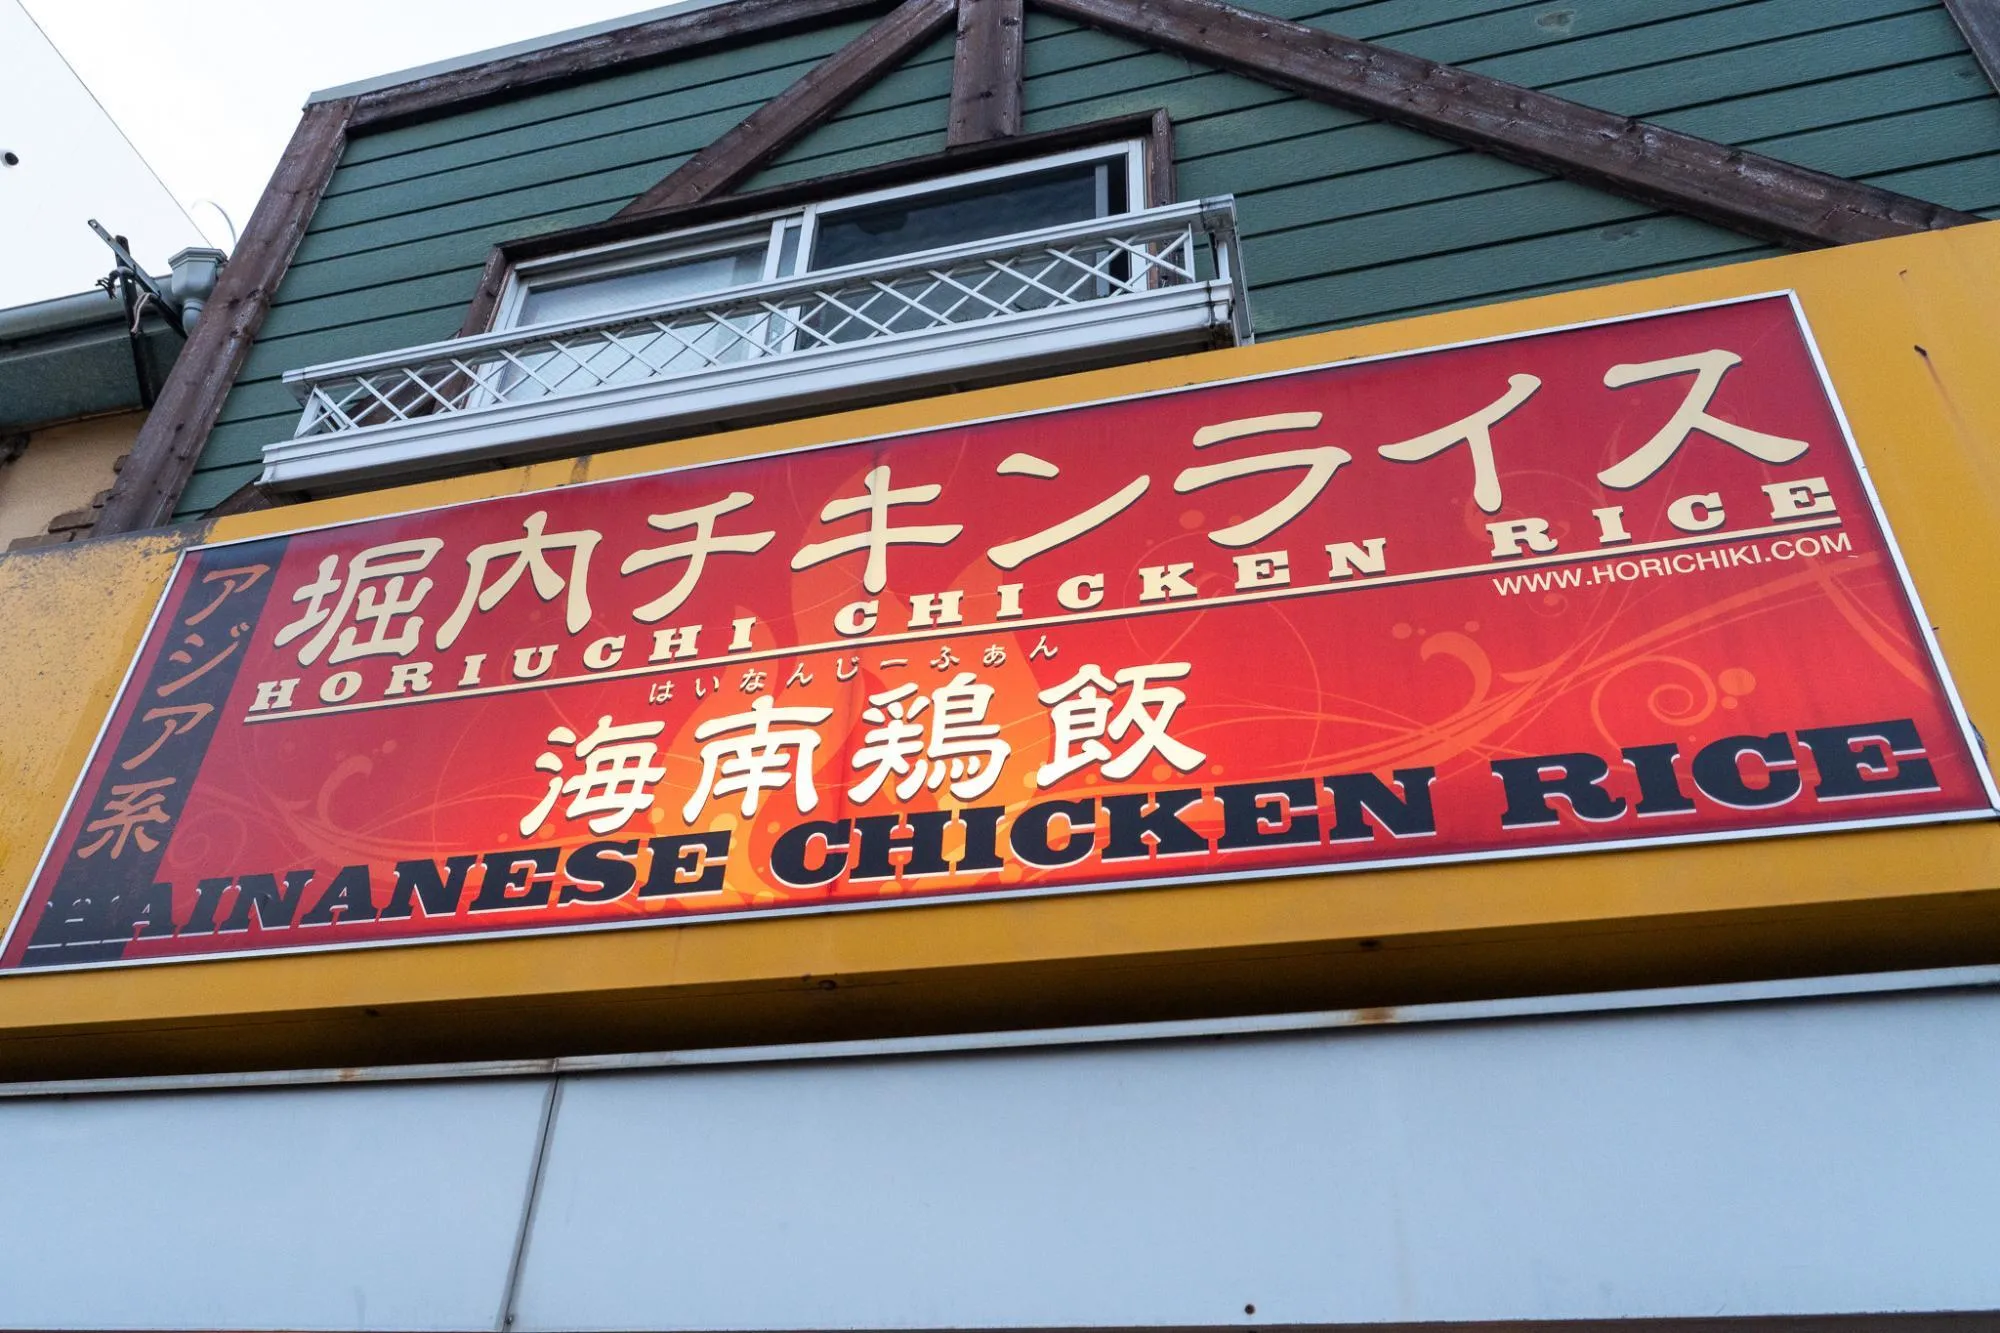 アジア系
堀内チキンライス
HORIUCHI CHICKEN RICE
WWW.HORICHIKI.COM
はいなんじーふぁん
海南鶏飯
HAINANESE CHICKEN RICE